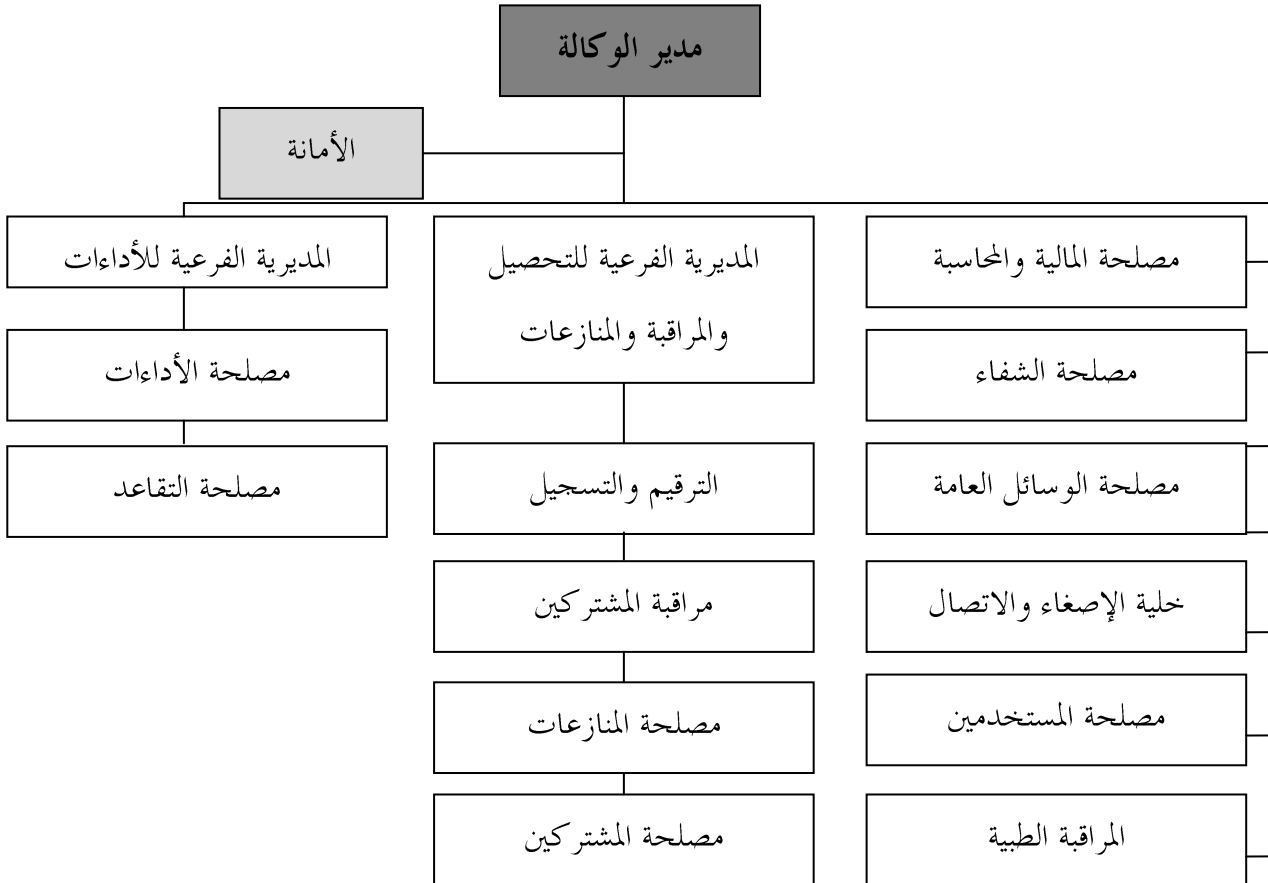 مدير الوكالة
الأمانة
مصلحة المالية والمحاسبة
مصلحة الشفاء
مصلحة الوسائل العامة
خلية الإصغاء والاتصال
مصلحة المستخدمين
المراقبة الطبية
المديرية الفرعية للتحصيل
والمراقبة والمنازعات
الترقيم والتسجيل
مراقبة المشتركين
مصلحة المنازعات
مصلحة المشتركين
المديرية الفرعية للأداءات
مصلحة الأداءات
مصلحة التقاعد